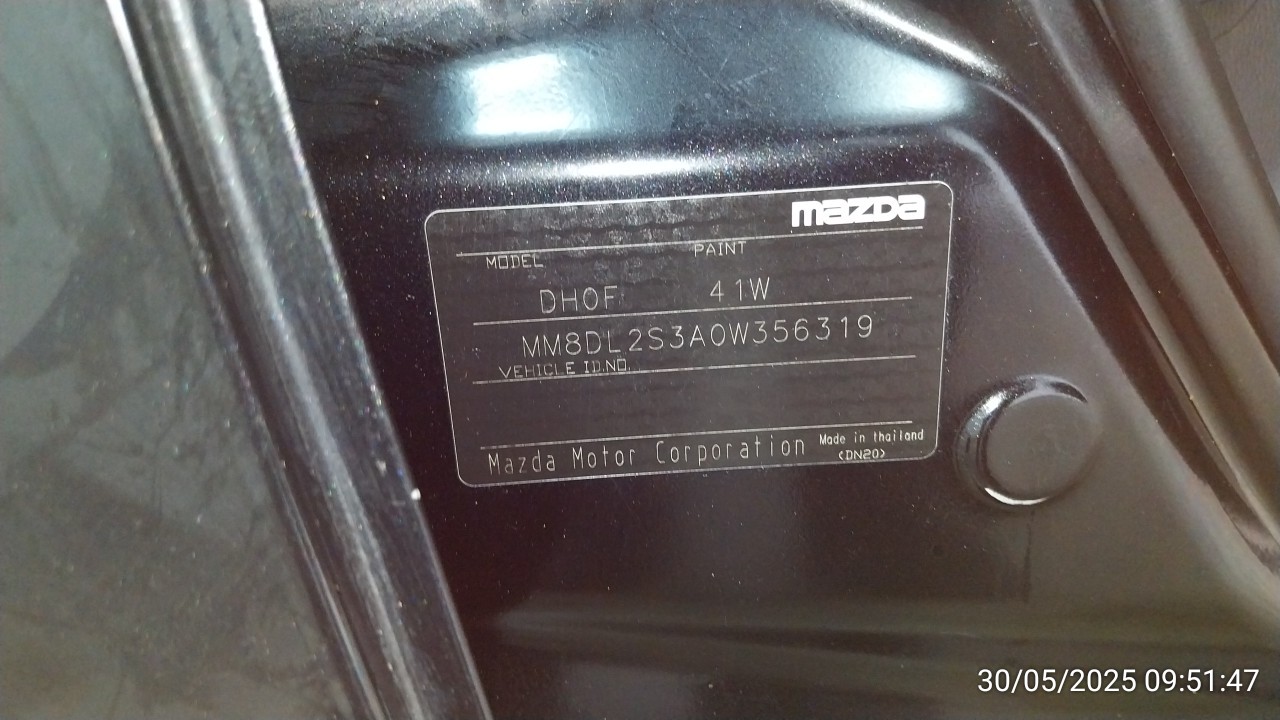 mazda
MODEL PAINT
DH0F 41W
MM8DL2S3A0W356319
VEHICLE ID.NO.
Mazda Motor Corporation Made in thailand
<DN20>
30/05/2025 09:51:47